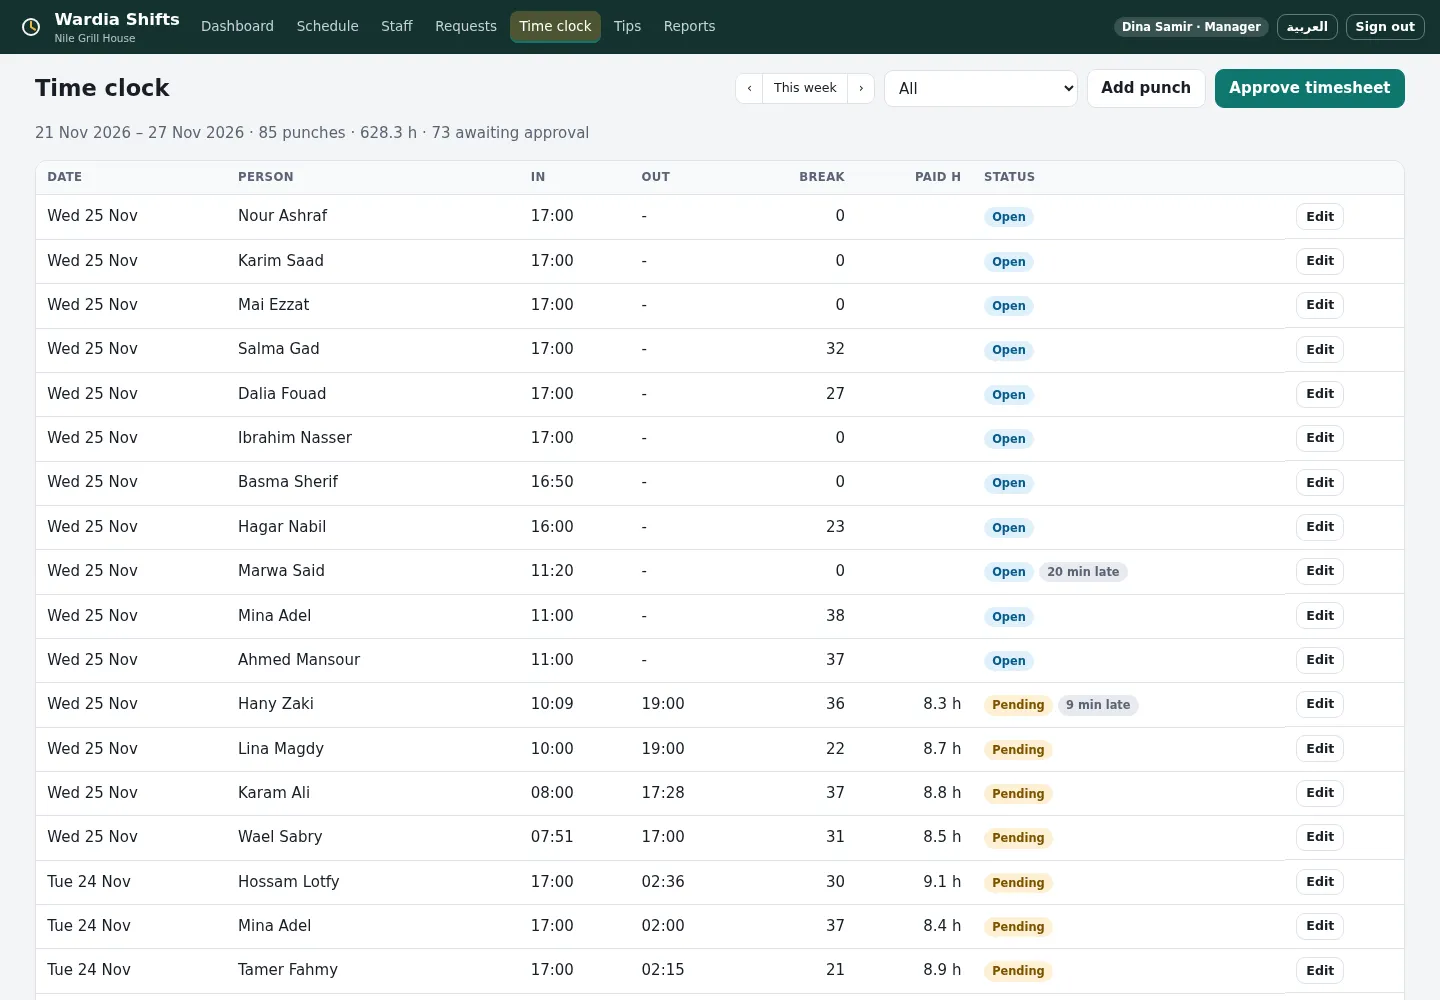 Wardia Shifts
Nile Grill House
Dashboard Schedule Staff Requests Time clock Tips Reports
Dina Samir · Manager العربية Sign out
Time clock
‹ This week › All Add punch Approve timesheet
21 Nov 2026 – 27 Nov 2026 · 85 punches · 628.3 h · 73 awaiting approval
DATE PERSON IN OUT BREAK PAID H STATUS
Wed 25 Nov Nour Ashraf 17:00 - 0 Open Edit
Wed 25 Nov Karim Saad 17:00 - 0 Open Edit
Wed 25 Nov Mai Ezzat 17:00 - 0 Open Edit
Wed 25 Nov Salma Gad 17:00 - 32 Open Edit
Wed 25 Nov Dalia Fouad 17:00 - 27 Open Edit
Wed 25 Nov Ibrahim Nasser 17:00 - 0 Open Edit
Wed 25 Nov Basma Sherif 16:50 - 0 Open Edit
Wed 25 Nov Hagar Nabil 16:00 - 23 Open Edit
Wed 25 Nov Marwa Said 11:20 - 0 Open 20 min late Edit
Wed 25 Nov Mina Adel 11:00 - 38 Open Edit
Wed 25 Nov Ahmed Mansour 11:00 - 37 Open Edit
Wed 25 Nov Hany Zaki 10:09 19:00 36 8.3 h Pending 9 min late Edit
Wed 25 Nov Lina Magdy 10:00 19:00 22 8.7 h Pending Edit
Wed 25 Nov Karam Ali 08:00 17:28 37 8.8 h Pending Edit
Wed 25 Nov Wael Sabry 07:51 17:00 31 8.5 h Pending Edit
Tue 24 Nov Hossam Lotfy 17:00 02:36 30 9.1 h Pending Edit
Tue 24 Nov Mina Adel 17:00 02:00 37 8.4 h Pending Edit
Tue 24 Nov Tamer Fahmy 17:00 02:15 21 8.9 h Pending Edit